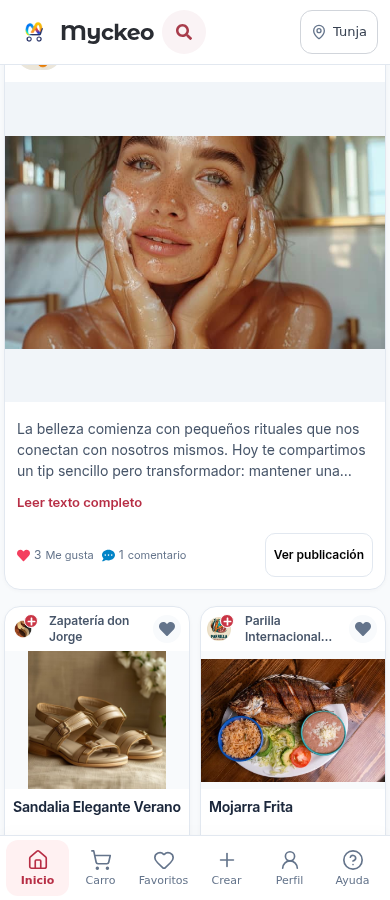 Myckeo
Tunja
La belleza comienza con pequeños rituales que nos
conectan con nosotros mismos. Hoy te compartimos
un tip sencillo pero transformador: mantener una...
Leer texto completo
3 Me gusta 1 comentario
Ver publicación
Zapatería don
Jorge
Parilla
Internacional...
Sandalia Elegante Verano
Mojarra Frita
Inicio
Carro
Favoritos
Crear
Perfil
Ayuda